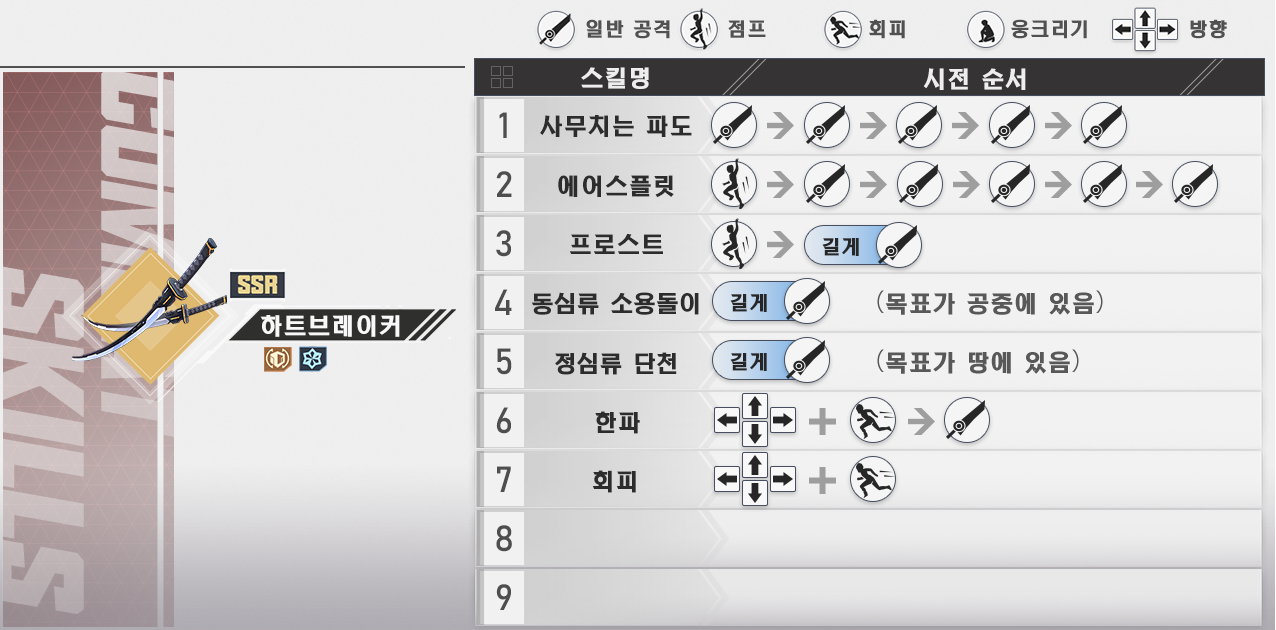 일반 공격 점프 회피 웅크리기 방향
COMBAT
SKILLS
SSR
하트브레이커
스킬명 시전 순서
1 사무치는 파도
2 에어스플릿
3 프로스트 길게
4 동심류 소용돌이 길게 (목표가 공중에 있음)
5 정심류 단천 길게 (목표가 땅에 있음)
6 한파
7 회피
8
9